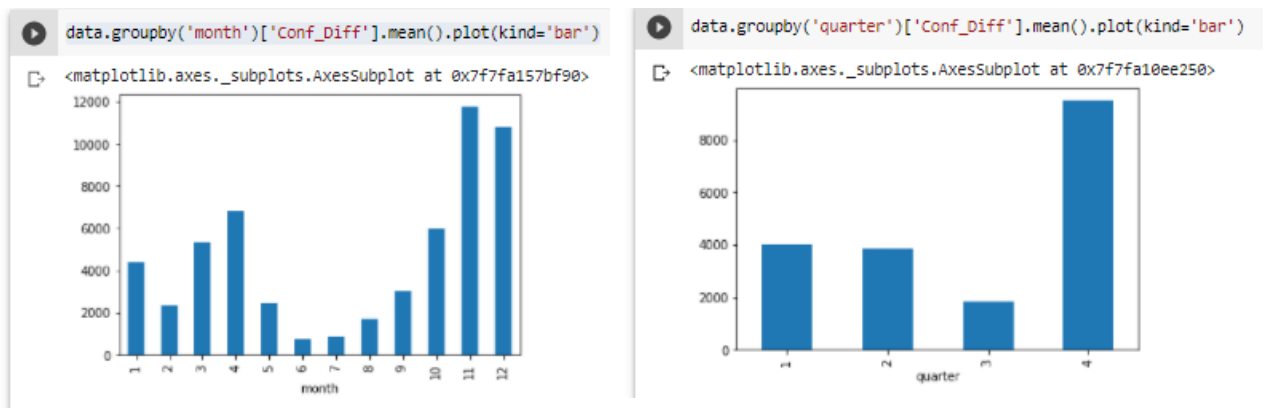 data.groupby('month')['Conf_Diff'].mean().plot(kind='bar')
<matplotlib.axes._subplots.AxesSubplot at 0x7f7fa157bf90>
12000
10000
8000
6000
4000
2000
0
1 2 3 4 5 6 7 8 9 10 11 12
month
data.groupby('quarter')['Conf_Diff'].mean().plot(kind='bar')
<matplotlib.axes._subplots.AxesSubplot at 0x7f7fa10ee250>
8000
6000
4000
2000
0
1 2 3 4
quarter